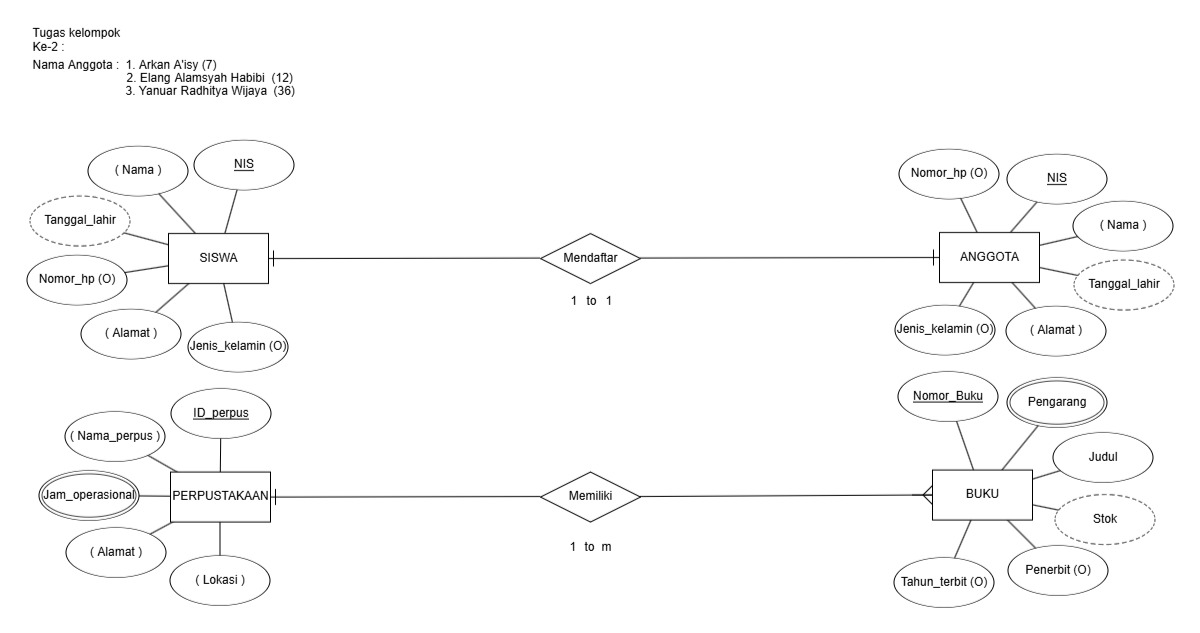 Tugas kelompok
Ke-2 :
Nama Anggota : 1. Arkan A'isy (7)
2. Elang Alamsyah Habibi (12)
3. Yanuar Radhitya Wijaya (36)
( Nama )
NIS
Tanggal_lahir
SISWA
Nomor_hp (O)
( Alamat )
Jenis_kelamin (O)
Mendaftar
1 to 1
Nomor_hp (O)
NIS
( Nama )
ANGGOTA
Tanggal_lahir
Jenis_kelamin (O)
( Alamat )
ID_perpus
( Nama_perpus )
Jam_operasional
PERPUSTAKAAN
( Alamat )
( Lokasi )
Memiliki
1 to m
Nomor_Buku
Pengarang
Judul
BUKU
Stok
Penerbit (O)
Tahun_terbit (O)